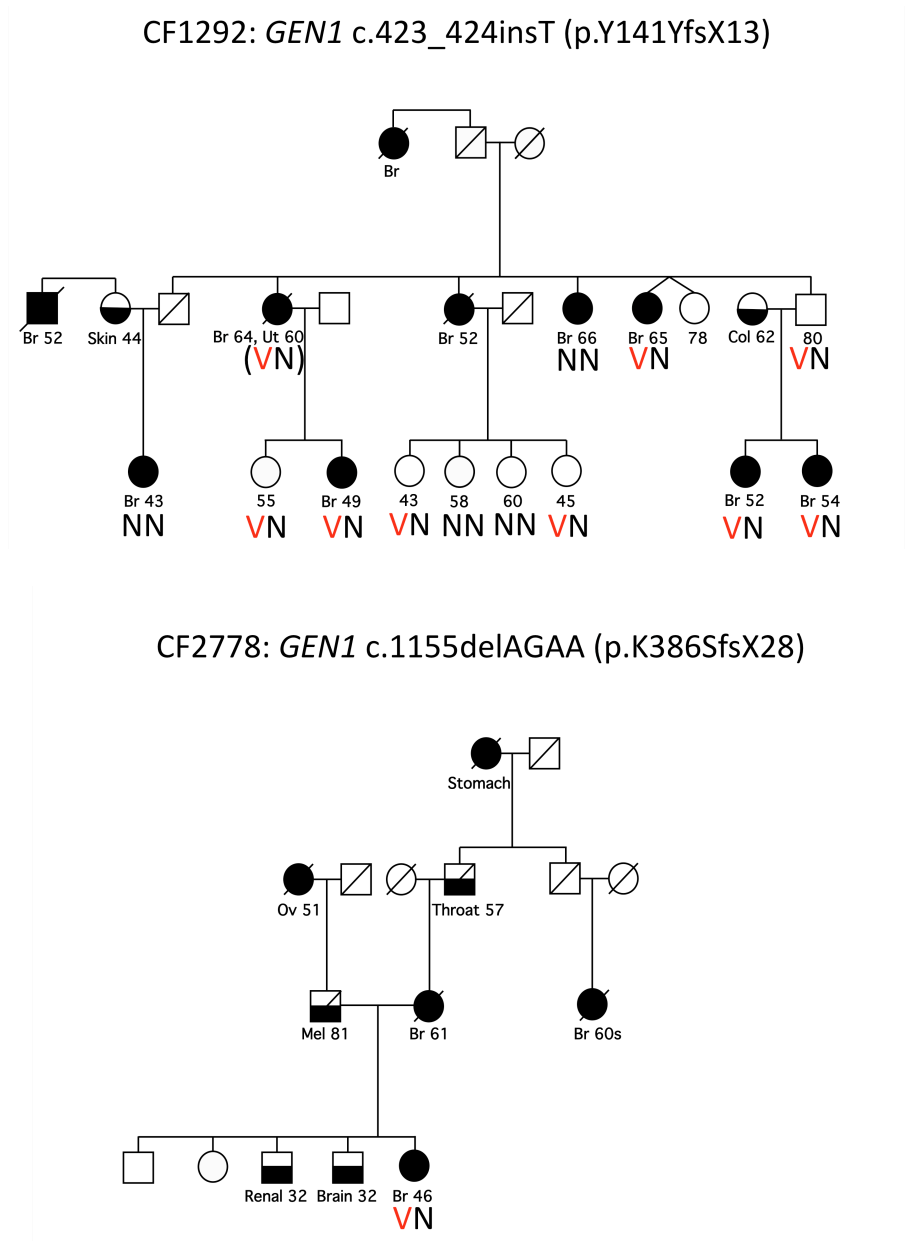 CF1292: GEN1 c.423_424insT (p.Y141YfsX13)
Br
Br 52 Skin 44 Br 64, Ut 60 Br 52 Br 66 Br 65 78 Col 62 80
(VN) NN VN VN
Br 43 55 Br 49 43 58 60 45 Br 52 Br 54
NN VN VN VN NN NN VN VN VN
CF2778: GEN1 c.1155delAGAA (p.K386SfsX28)
Stomach
Ov 51 Throat 57
Mel 81 Br 61 Br 60s
Renal 32 Brain 32 Br 46
VN